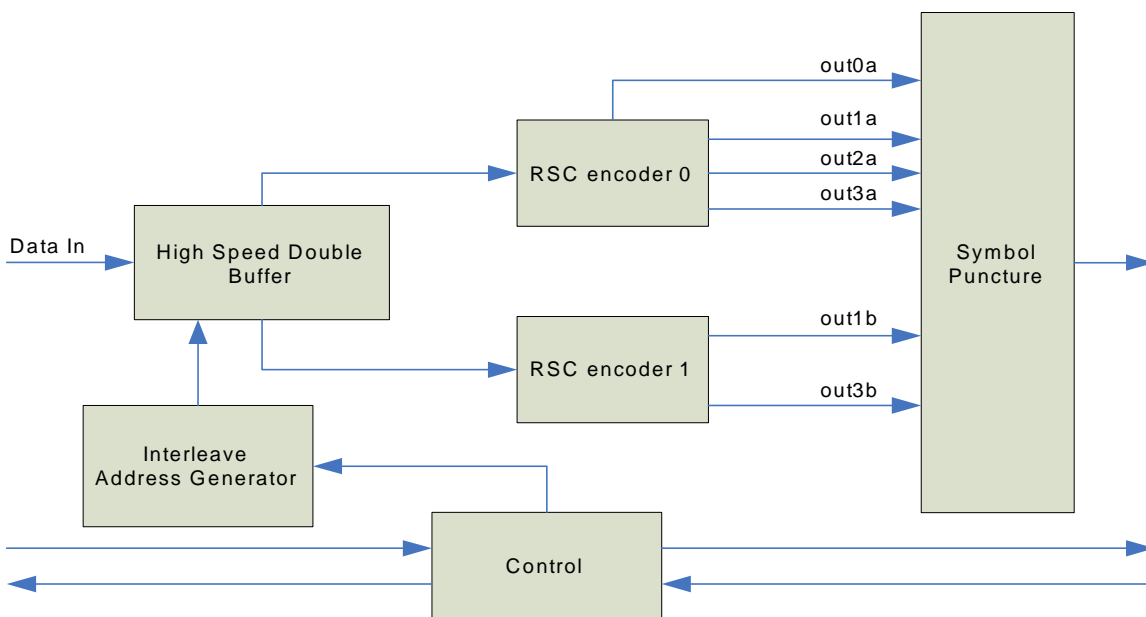 out0a
out1a
RSC encoder 0
out2a
out3a
Data In
High Speed Double
Buffer
Symbol
Puncture
out1b
RSC encoder 1
out3b
Interleave
Address Generator
Control